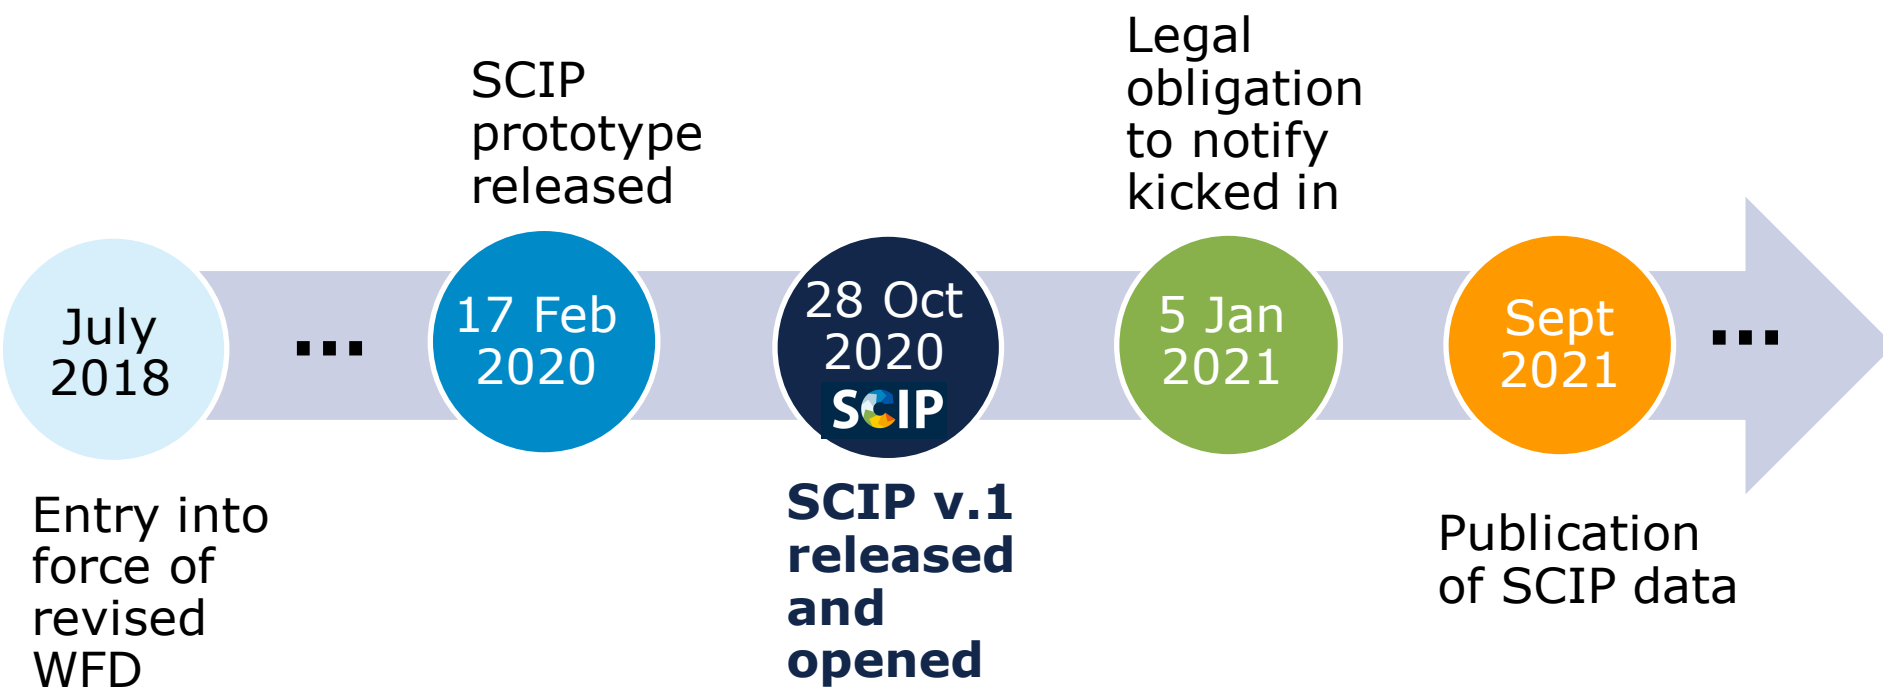 July
2018
Entry into
force of
revised
WFD
...
SCIP
prototype
released
17 Feb
2020
28 Oct
2020
SCIP
SCIP v.1
released
and
opened
Legal
obligation
to notify
kicked in
5 Jan
2021
Sept
2021
Publication
of SCIP data
...